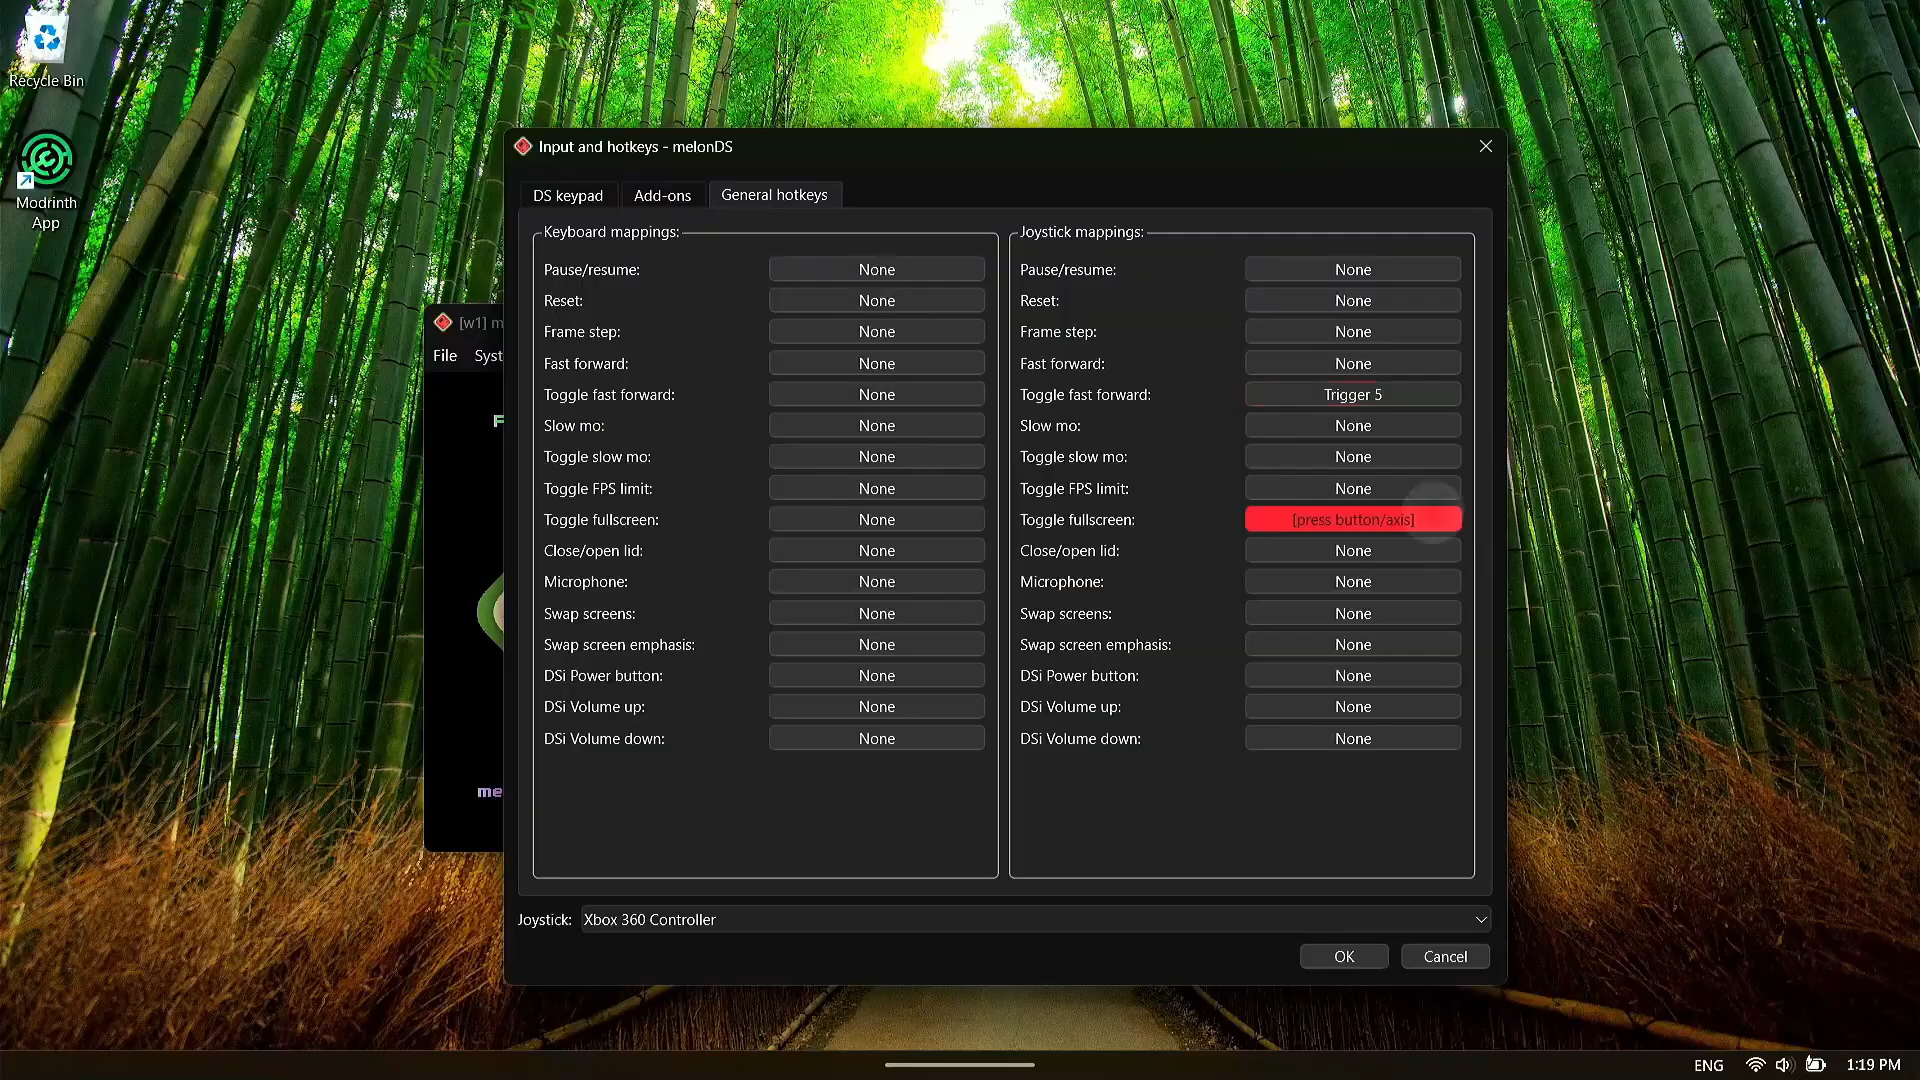 Recycle Bin
Modrinth
App
[w1] m
File Syst
F
me
Input and hotkeys - melonDS
DS keypad Add-ons General hotkeys
Keyboard mappings:
Pause/resume: None
Reset: None
Frame step: None
Fast forward: None
Toggle fast forward: None
Slow mo: None
Toggle slow mo: None
Toggle FPS limit: None
Toggle fullscreen: None
Close/open lid: None
Microphone: None
Swap screens: None
Swap screen emphasis: None
DSi Power button: None
DSi Volume up: None
DSi Volume down: None
Joystick mappings:
Pause/resume: None
Reset: None
Frame step: None
Fast forward: None
Toggle fast forward: Trigger 5
Slow mo: None
Toggle slow mo: None
Toggle FPS limit: None
Toggle fullscreen: [press button/axis]
Close/open lid: None
Microphone: None
Swap screens: None
Swap screen emphasis: None
DSi Power button: None
DSi Volume up: None
DSi Volume down: None
Joystick: Xbox 360 Controller
OK Cancel
ENG 1:19 PM